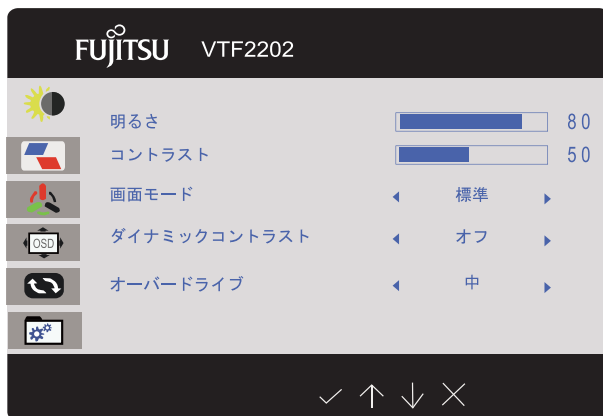 FUJITSU VTF2202
明るさ 80
コントラスト 50
画面モード 標準
ダイナミックコントラスト オフ
OSD
オーバードライブ 中